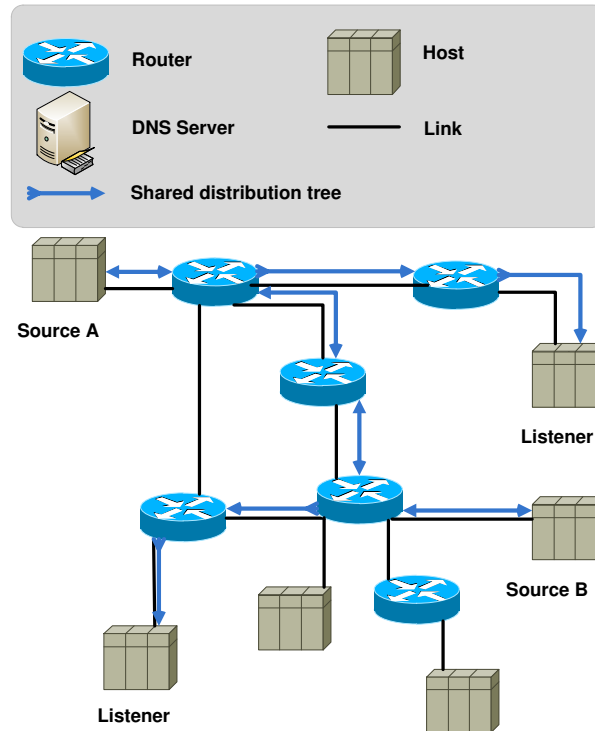 Router
Host
DNS Server
Link
Shared distribution tree
Source A
Listener
Source B
Listener